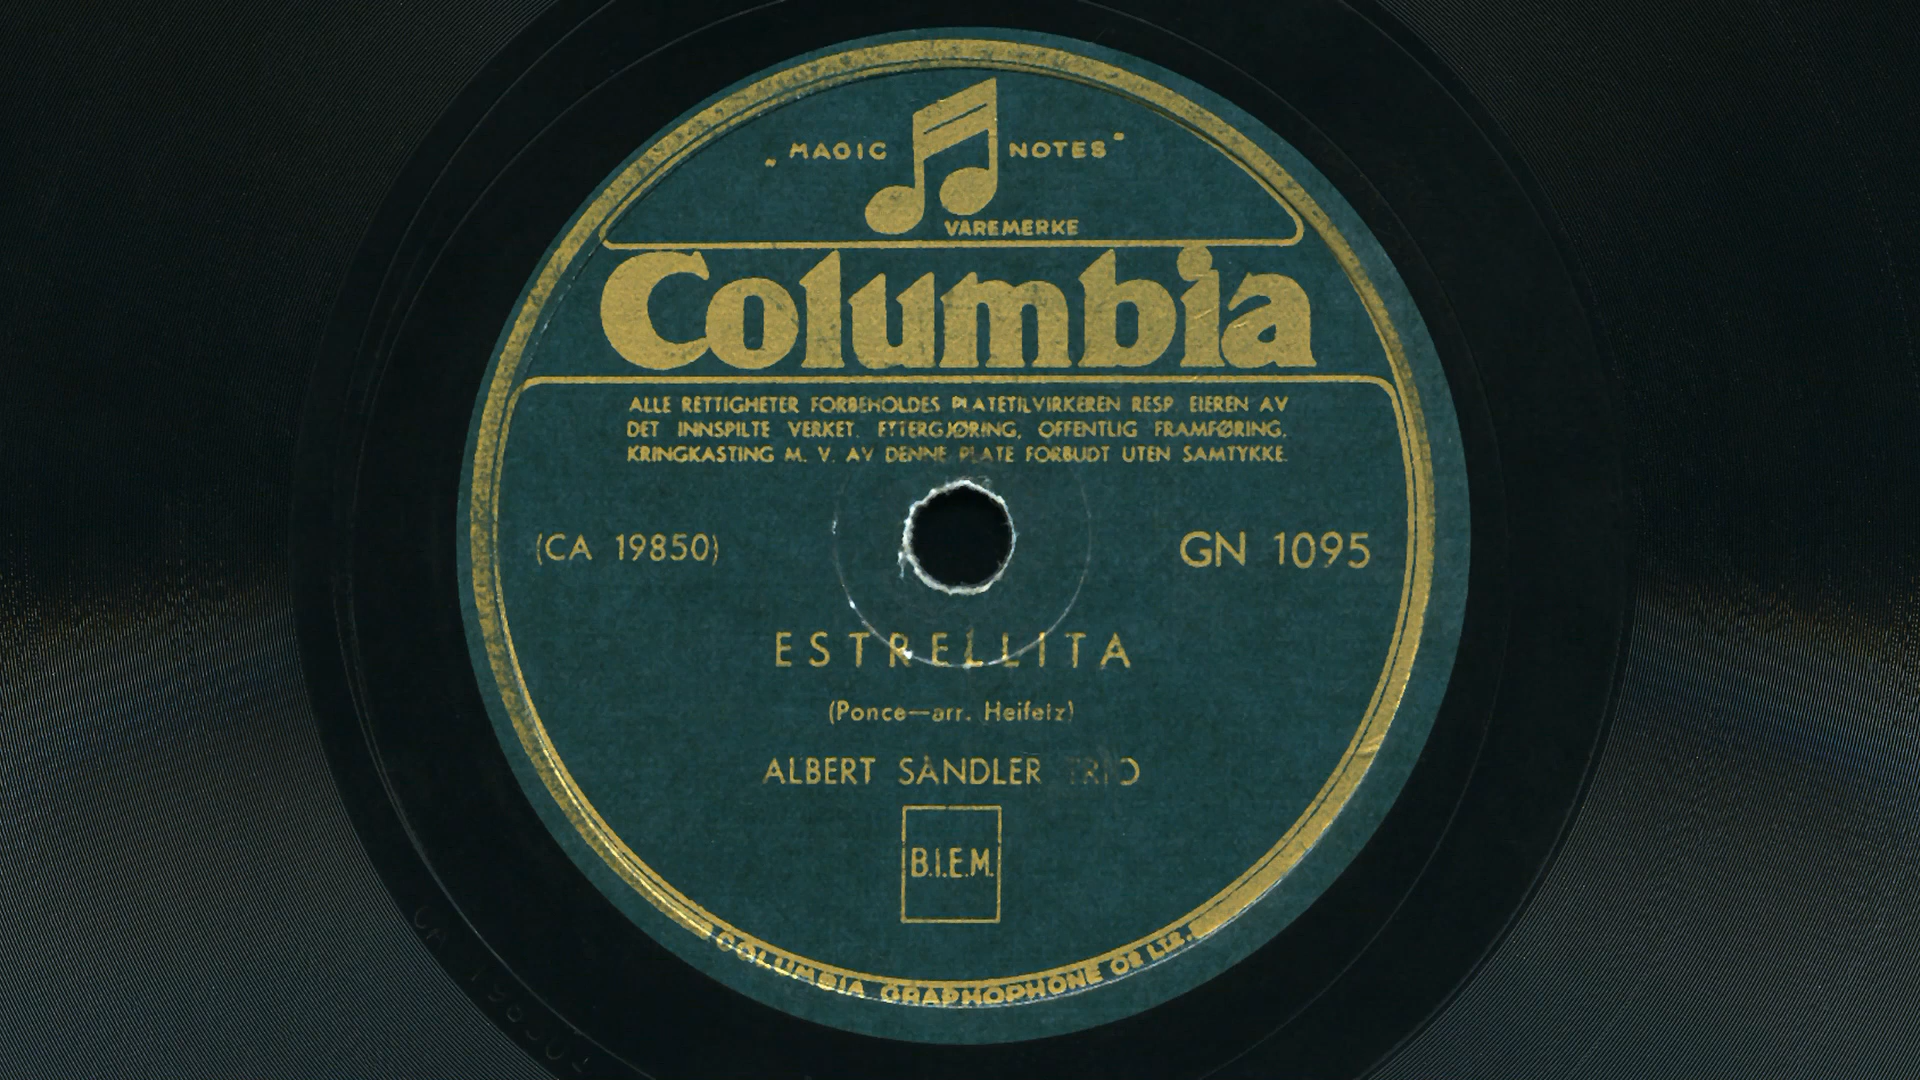 „MAGIC NOTES“
VAREMERKE
Columbia
ALLE RETTIGHETER FORBEHOLDES PLATETILVIRKEREN RESP. EIEREN AV
DET INNSPILTE VERKET. ETTERGJØRING, OFFENTLIG FRAMFØRING,
KRINGKASTING M. V. AV DENNE PLATE FORBUDT UTEN SAMTYKKE.
(CA 19850) GN 1095
ESTRELLITA
(Ponce—arr. Heifetz)
ALBERT SANDLER TRIO
B.I.E.M.
COLUMBIA GRAPHOPHONE Co LTD.